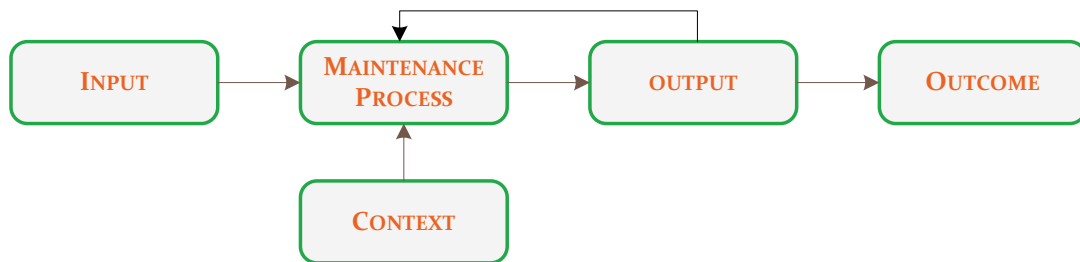 INPUT
MAINTENANCE
PROCESS
OUTPUT
OUTCOME
CONTEXT